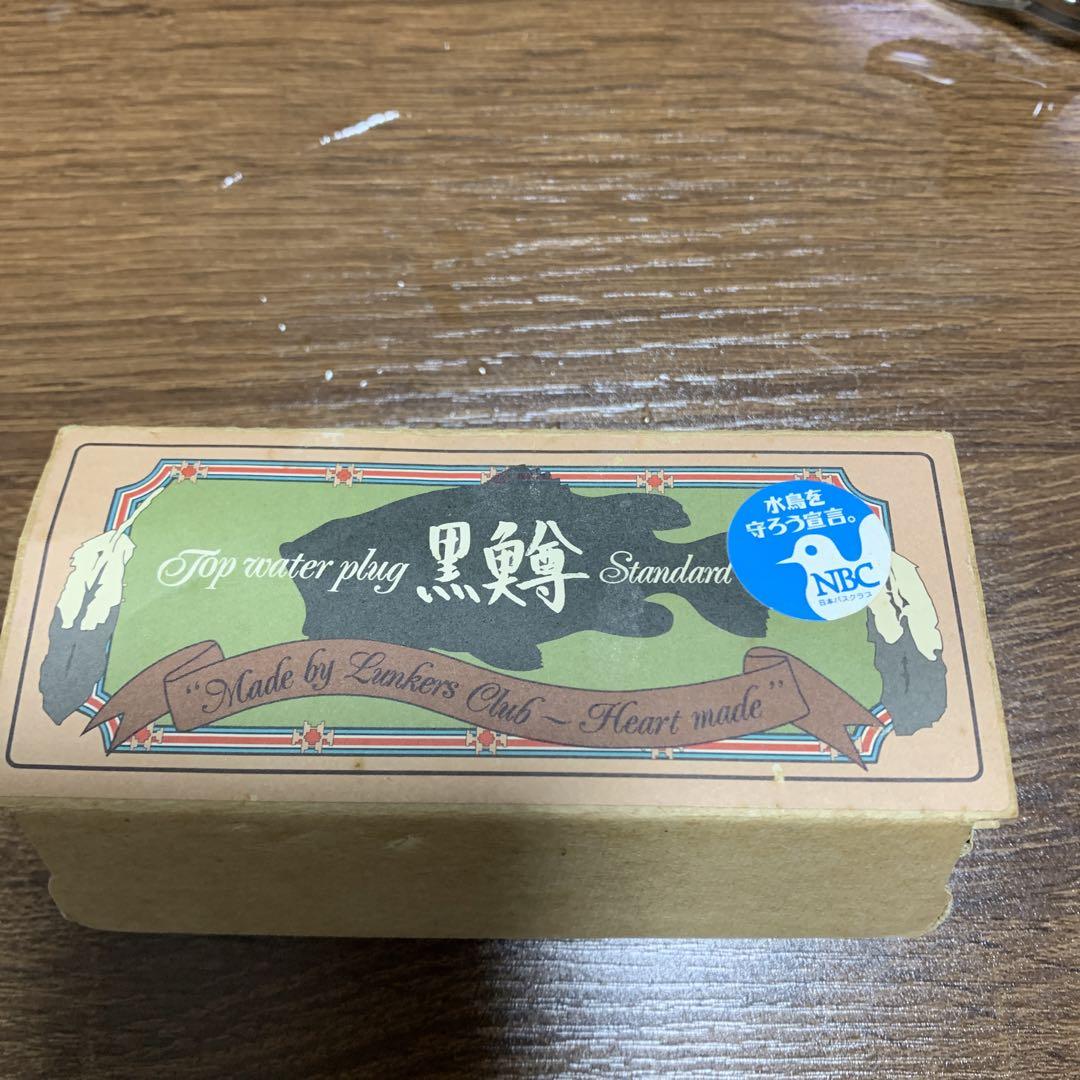 Top water plug 黒鱒 Standard
"Made by Lunkers Club - Heart made"
水鳥を
守ろう宣言。
NBC
日本バスクラブ